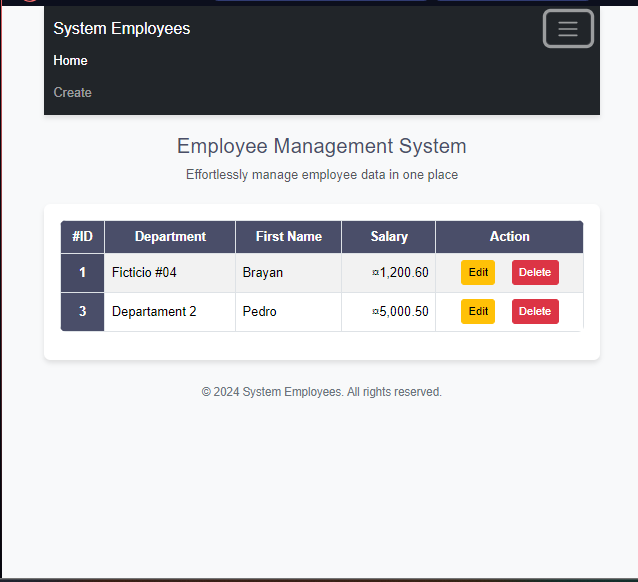 System Employees
Home
Create
Employee Management System
Effortlessly manage employee data in one place
#ID Department First Name Salary Action
1 Ficticio #04 Brayan ¤1,200.60 Edit Delete
3 Departament 2 Pedro ¤5,000.50 Edit Delete
© 2024 System Employees. All rights reserved.